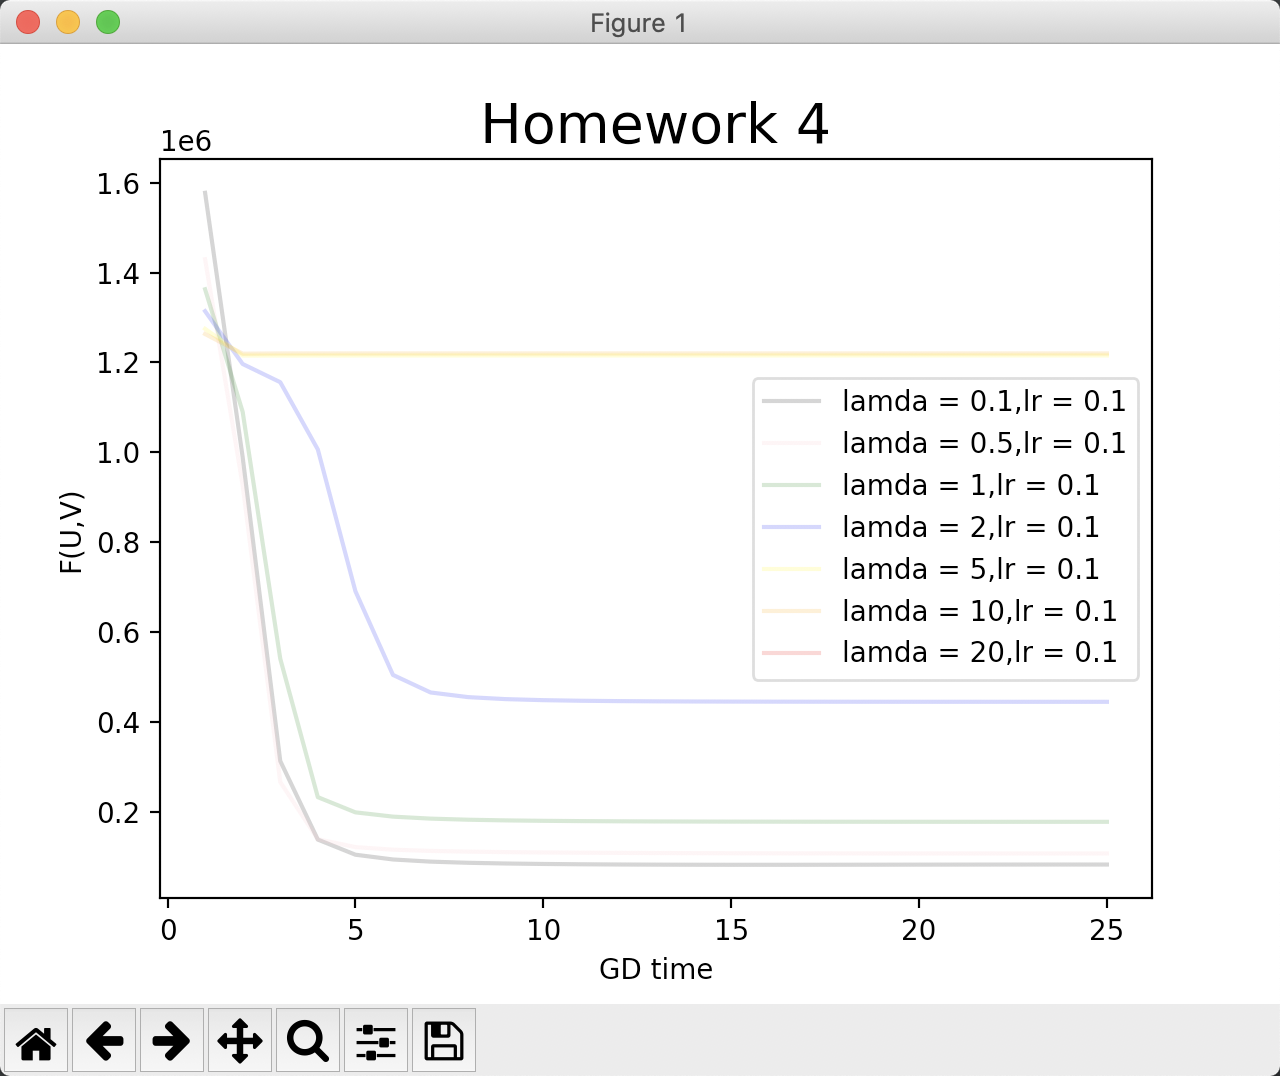 Figure 1
Homework 4
1e6
1.6
1.4
1.2
1.0
0.8
0.6
0.4
0.2
F(U,V)
lamda = 0.1,lr = 0.1
lamda = 0.5,lr = 0.1
lamda = 1,lr = 0.1
lamda = 2,lr = 0.1
lamda = 5,lr = 0.1
lamda = 10,lr = 0.1
lamda = 20,lr = 0.1
0 5 10 15 20 25
GD time